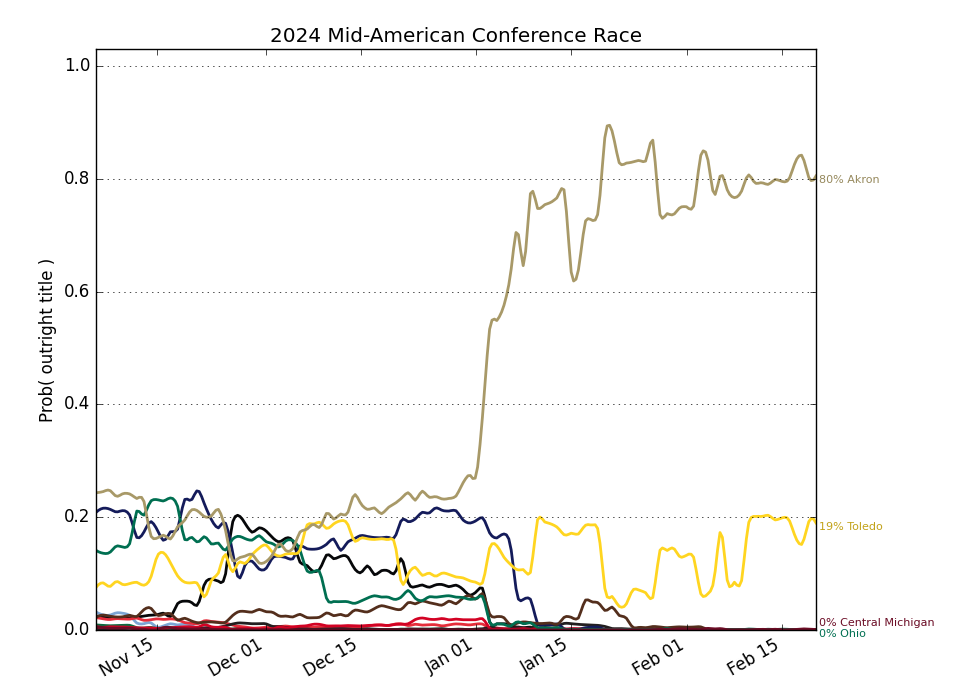 2024 Mid-American Conference Race
Prob( outright title )
1.0
0.8
0.6
0.4
0.2
0.0
Nov 15
Dec 01
Dec 15
Jan 01
Jan 15
Feb 01
Feb 15
80% Akron
19% Toledo
0% Central Michigan
0% Ohio